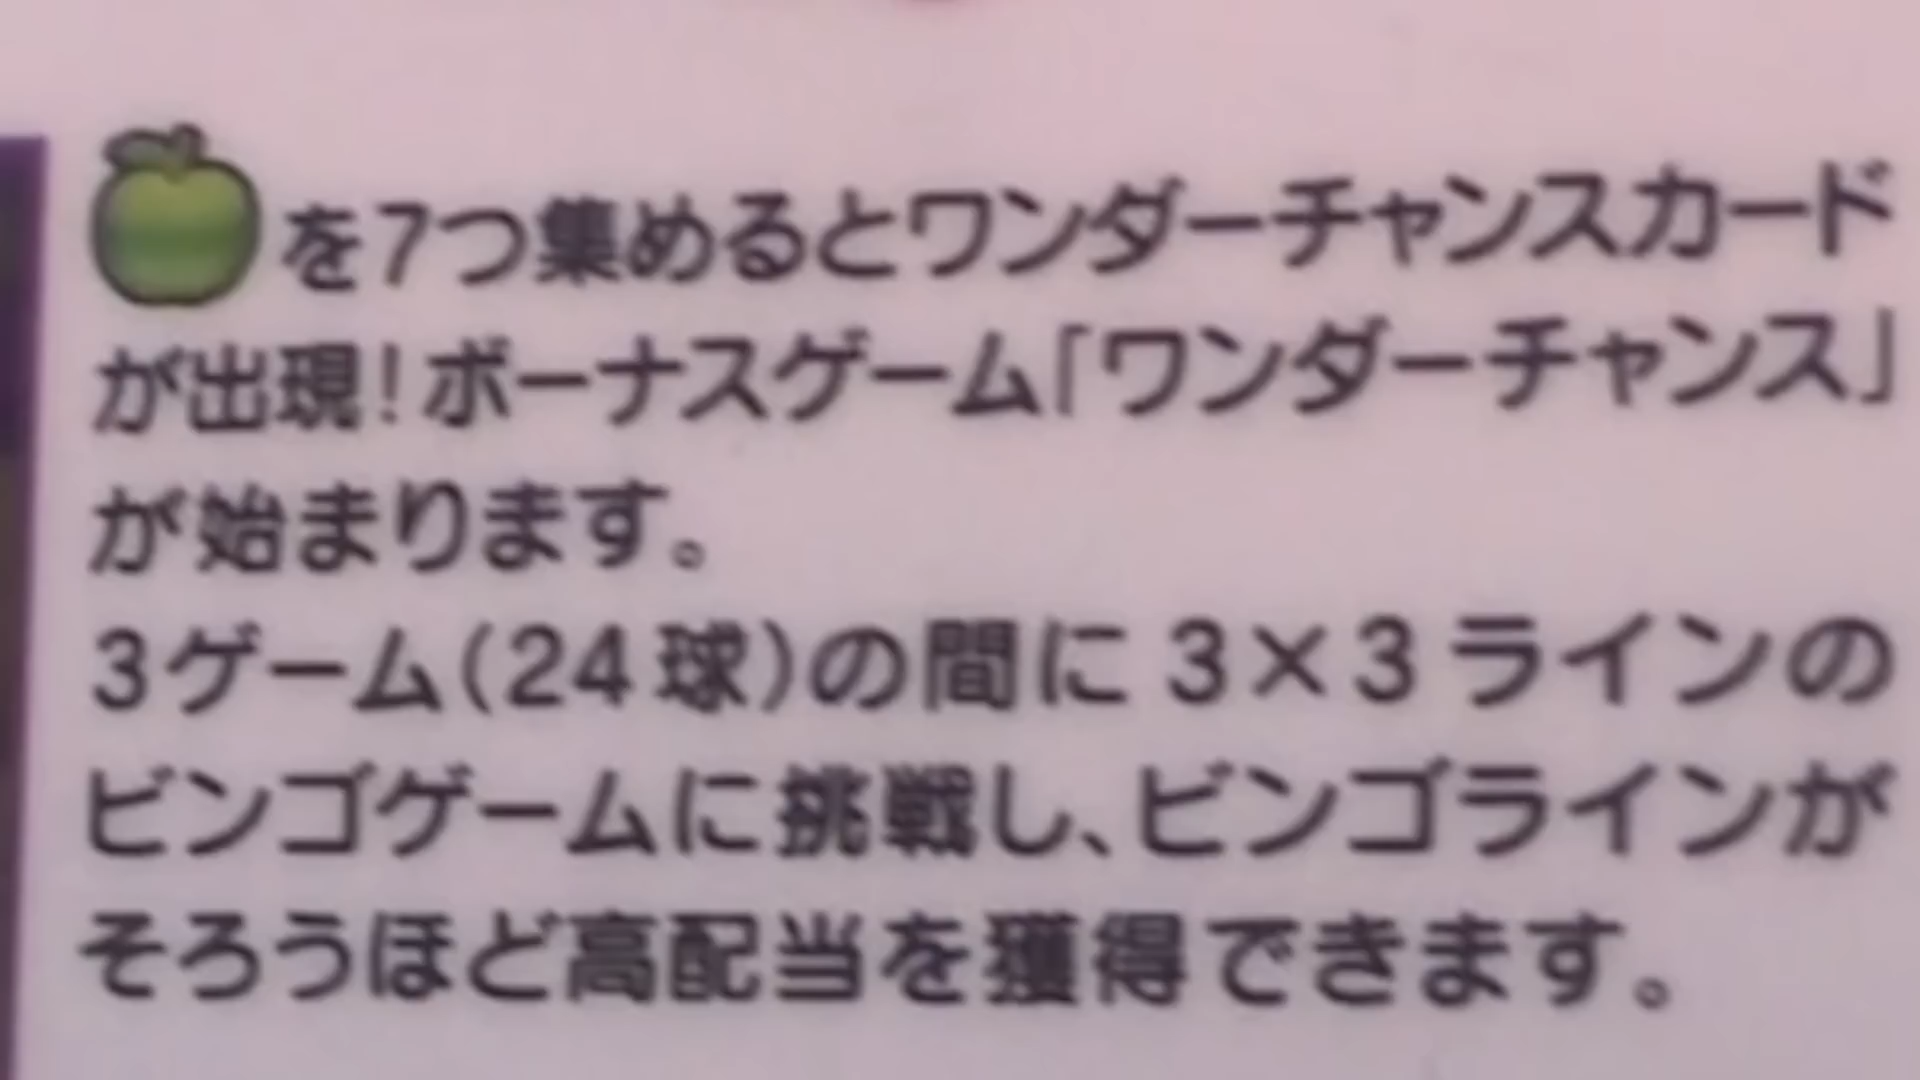 を7つ集めるとワンダーチャンスカード
が出現！ボーナスゲーム「ワンダーチャンス」
が始まります。
3ゲーム（24球）の間に3×3ラインの
ビンゴゲームに挑戦し、ビンゴラインが
そろうほど高配当を獲得できます。